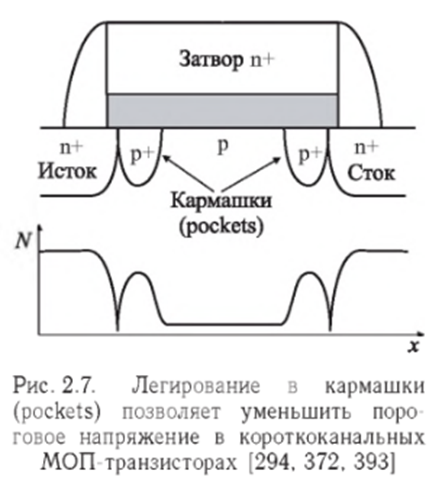 Затвор n+
n+ p+ p p+ n+
Исток Сток
Кармашки
(pockets)
N
x
Рис. 2.7. Легирование в кармашки
(pockets) позволяет уменьшить поро-
говое напряжение в короткоканальных
МОП-транзисторах [294, 372, 393]